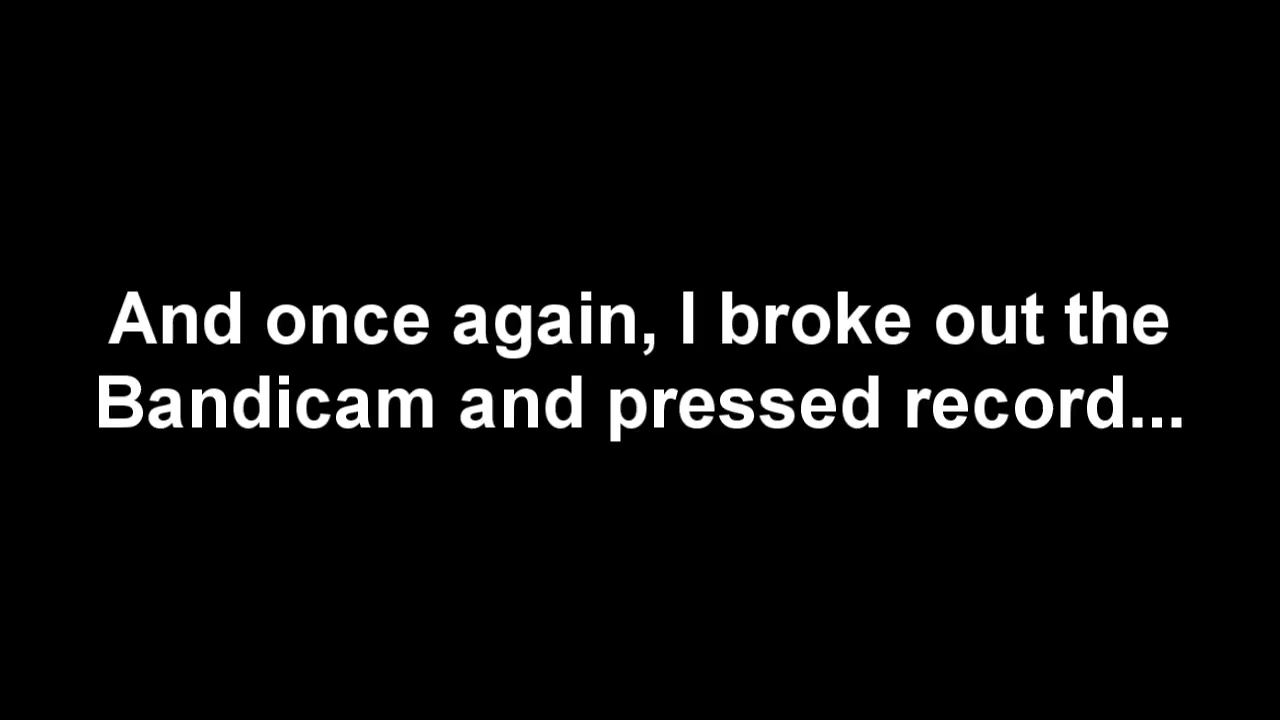 And once again, I broke out the
Bandicam and pressed record...